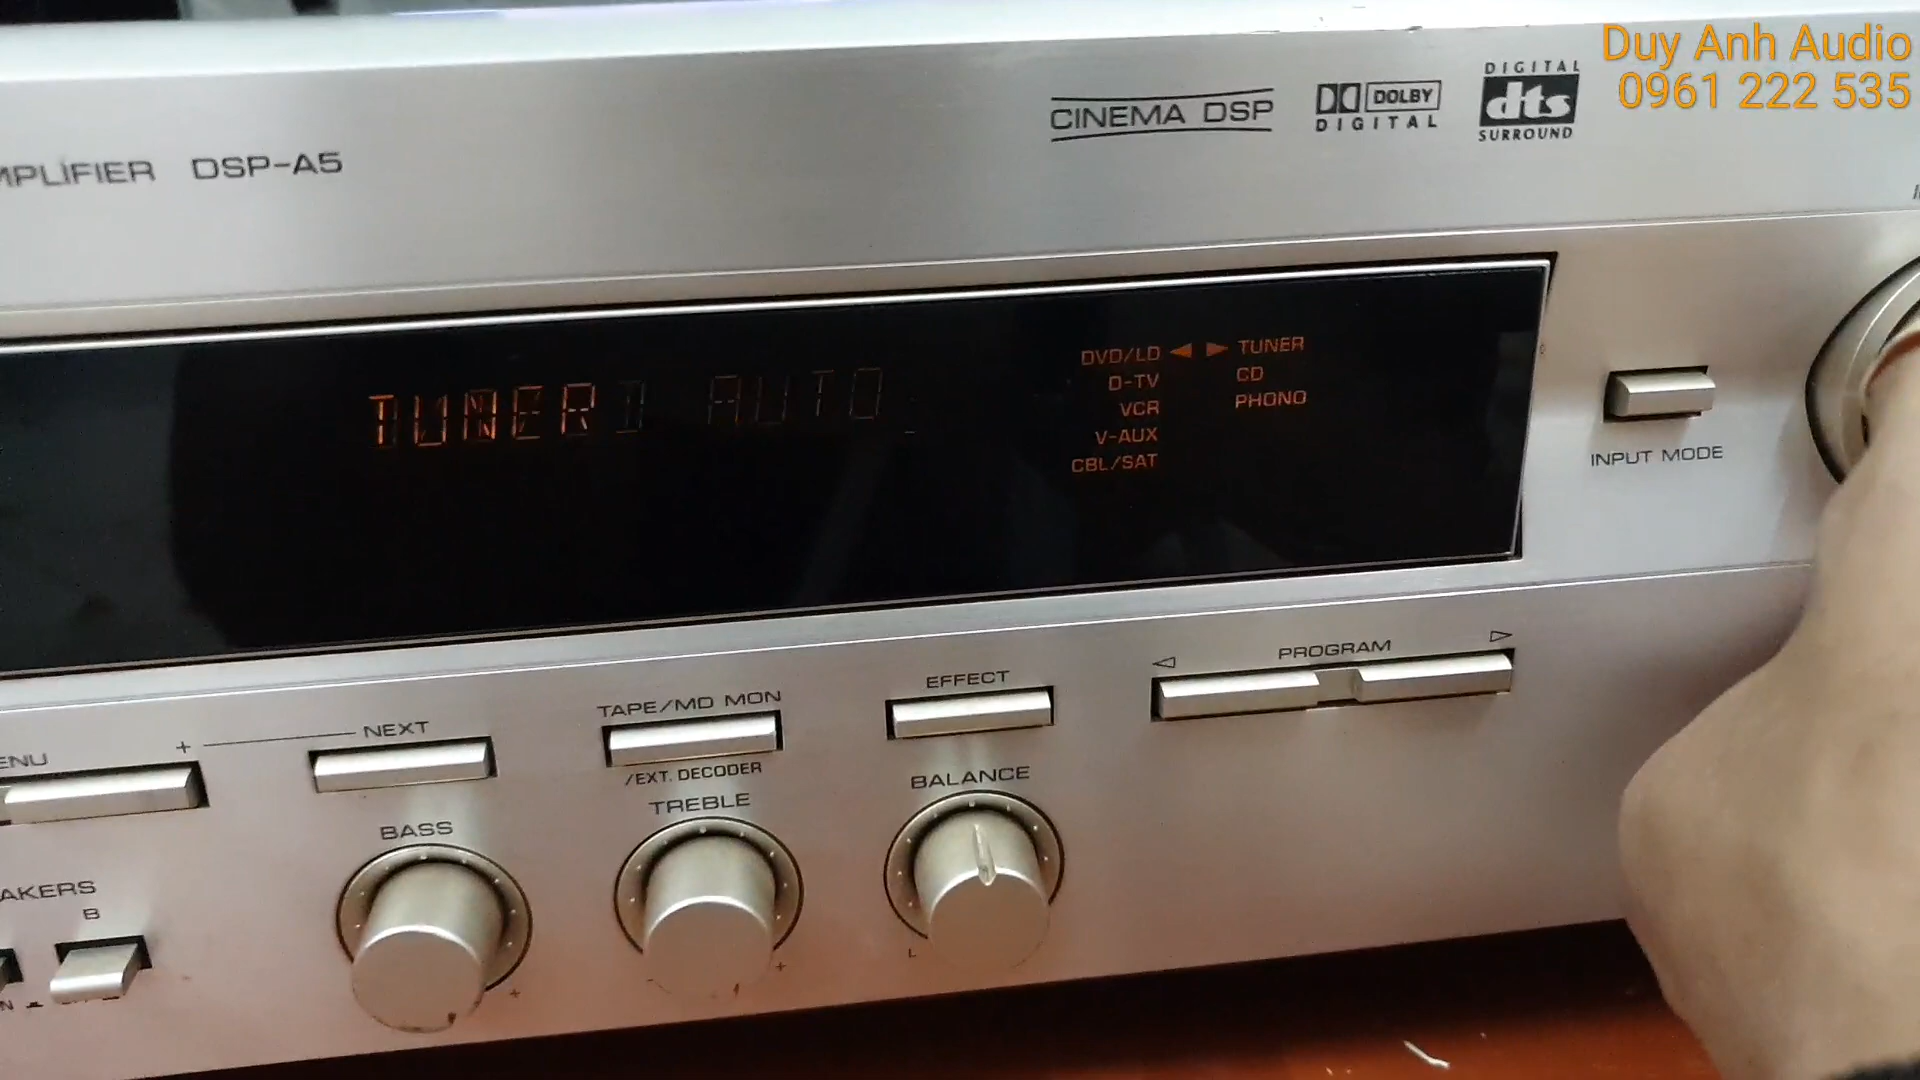 Duy Anh Audio
0961 222 535
MPLIFIER DSP-A5
CINEMA DSP
DOLBY
DIGITAL
DIGITAL
dts
SURROUND
TUNER AUTO
DVD/LD
D-TV
VCR
V-AUX
CBL/SAT
TUNER
CD
PHONO
INPUT MODE
PROGRAM
EFFECT
TAPE/MD MON
/EXT. DECODER
+ NEXT
ENU
BASS
TREBLE
BALANCE
AKERS
B
- +
+
L